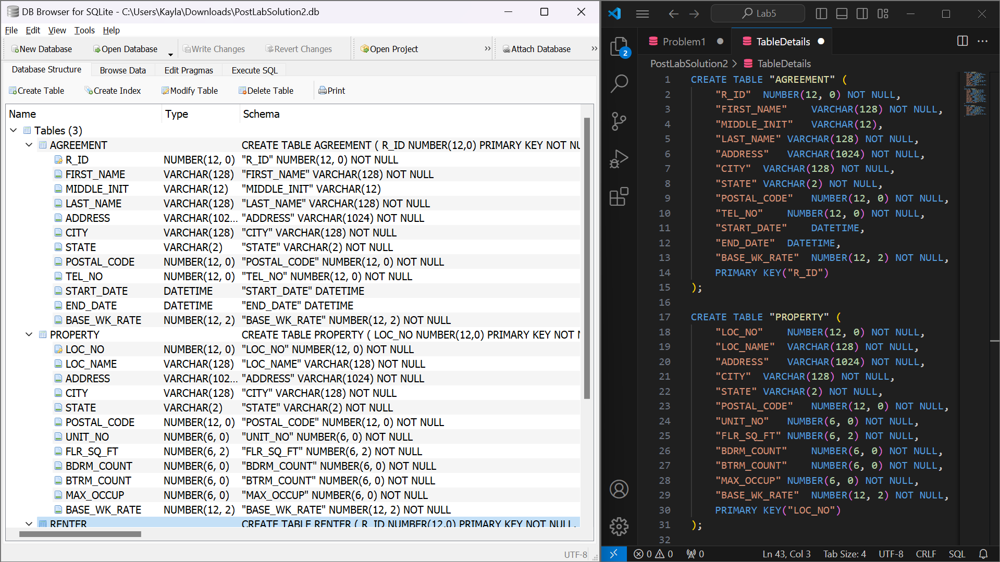 DB Browser for SQLite - C:\Users\Kayla\Downloads\PostLabSolution2.db
File Edit View Tools Help
New Database Open Database Write Changes Revert Changes Open Project » Attach Database »
Database Structure Browse Data Edit Pragmas Execute SQL
Create Table Create Index Modify Table Delete Table Print
Name Type Schema
Tables (3)
AGREEMENT CREATE TABLE AGREEMENT ( R_ID NUMBER(12,0) PRIMARY KEY NOT NU
R_ID NUMBER(12, 0) "R_ID" NUMBER(12, 0) NOT NULL
FIRST_NAME VARCHAR(128) "FIRST_NAME" VARCHAR(128) NOT NULL
MIDDLE_INIT VARCHAR(12) "MIDDLE_INIT" VARCHAR(12)
LAST_NAME VARCHAR(128) "LAST_NAME" VARCHAR(128) NOT NULL
ADDRESS VARCHAR(102... "ADDRESS" VARCHAR(1024) NOT NULL
CITY VARCHAR(128) "CITY" VARCHAR(128) NOT NULL
STATE VARCHAR(2) "STATE" VARCHAR(2) NOT NULL
POSTAL_CODE NUMBER(12, 0) "POSTAL_CODE" NUMBER(12, 0) NOT NULL
TEL_NO NUMBER(12, 0) "TEL_NO" NUMBER(12, 0) NOT NULL
START_DATE DATETIME "START_DATE" DATETIME
END_DATE DATETIME "END_DATE" DATETIME
BASE_WK_RATE NUMBER(12, 2) "BASE_WK_RATE" NUMBER(12, 2) NOT NULL
PROPERTY CREATE TABLE PROPERTY ( LOC_NO NUMBER(12,0) PRIMARY KEY NOT N
LOC_NO NUMBER(12, 0) "LOC_NO" NUMBER(12, 0) NOT NULL
LOC_NAME VARCHAR(128) "LOC_NAME" VARCHAR(128) NOT NULL
ADDRESS VARCHAR(102... "ADDRESS" VARCHAR(1024) NOT NULL
CITY VARCHAR(128) "CITY" VARCHAR(128) NOT NULL
STATE VARCHAR(2) "STATE" VARCHAR(2) NOT NULL
POSTAL_CODE NUMBER(12, 0) "POSTAL_CODE" NUMBER(12, 0) NOT NULL
UNIT_NO NUMBER(6, 0) "UNIT_NO" NUMBER(6, 0) NOT NULL
FLR_SQ_FT NUMBER(6, 2) "FLR_SQ_FT" NUMBER(6, 2) NOT NULL
BDRM_COUNT NUMBER(6, 0) "BDRM_COUNT" NUMBER(6, 0) NOT NULL
BTRM_COUNT NUMBER(6, 0) "BTRM_COUNT" NUMBER(6, 0) NOT NULL
MAX_OCCUP NUMBER(6, 0) "MAX_OCCUP" NUMBER(6, 0) NOT NULL
BASE_WK_RATE NUMBER(12, 2) "BASE_WK_RATE" NUMBER(12, 2) NOT NULL
RENTER CREATE TABLE RENTER ( R_ID NUMBER(12,0) PRIMARY KEY NOT NULL,
UTF-8
Lab5
2
Problem1 TableDetails
PostLabSolution2 > TableDetails
1 CREATE TABLE "AGREEMENT" (
2 "R_ID" NUMBER(12, 0) NOT NULL,
3 "FIRST_NAME" VARCHAR(128) NOT NULL,
4 "MIDDLE_INIT" VARCHAR(12),
5 "LAST_NAME" VARCHAR(128) NOT NULL,
6 "ADDRESS" VARCHAR(1024) NOT NULL,
7 "CITY" VARCHAR(128) NOT NULL,
8 "STATE" VARCHAR(2) NOT NULL,
9 "POSTAL_CODE" NUMBER(12, 0) NOT NULL,
10 "TEL_NO" NUMBER(12, 0) NOT NULL,
11 "START_DATE" DATETIME,
12 "END_DATE" DATETIME,
13 "BASE_WK_RATE" NUMBER(12, 2) NOT NULL,
14 PRIMARY KEY("R_ID")
15 );
16
17 CREATE TABLE "PROPERTY" (
18 "LOC_NO" NUMBER(12, 0) NOT NULL,
19 "LOC_NAME" VARCHAR(128) NOT NULL,
20 "ADDRESS" VARCHAR(1024) NOT NULL,
21 "CITY" VARCHAR(128) NOT NULL,
22 "STATE" VARCHAR(2) NOT NULL,
23 "POSTAL_CODE" NUMBER(12, 0) NOT NULL,
24 "UNIT_NO" NUMBER(6, 0) NOT NULL,
25 "FLR_SQ_FT" NUMBER(6, 2) NOT NULL,
26 "BDRM_COUNT" NUMBER(6, 0) NOT NULL,
27 "BTRM_COUNT" NUMBER(6, 0) NOT NULL,
28 "MAX_OCCUP" NUMBER(6, 0) NOT NULL,
29 "BASE_WK_RATE" NUMBER(12, 2) NOT NULL,
30 PRIMARY KEY("LOC_NO")
31 );
32
0 0 0 Ln 43, Col 3 Tab Size: 4 UTF-8 CRLF SQL